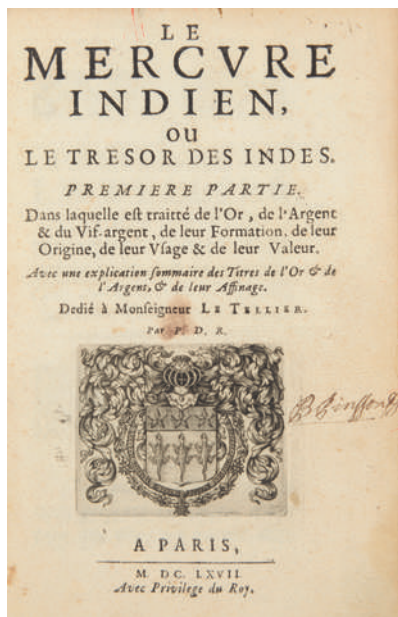 LE
MERCVRE
INDIEN,
OU
LE TRESOR DES INDES.
PREMIERE PARTIE.
Dans laquelle est traitté de l'Or, de l'Argent
& du Vif-argent, de leur Formation, de leur
Origine, de leur Vsage & de leur Valeur.
Avec une explication sommaire des Titres de l'Or & de
l'Argent, & de leur Affinage.
Dedié à Monseigneur LE TELLIER.
Par P. D. R.
A PARIS,
M. DC. LXVII.
Avec Privilege du Roy.